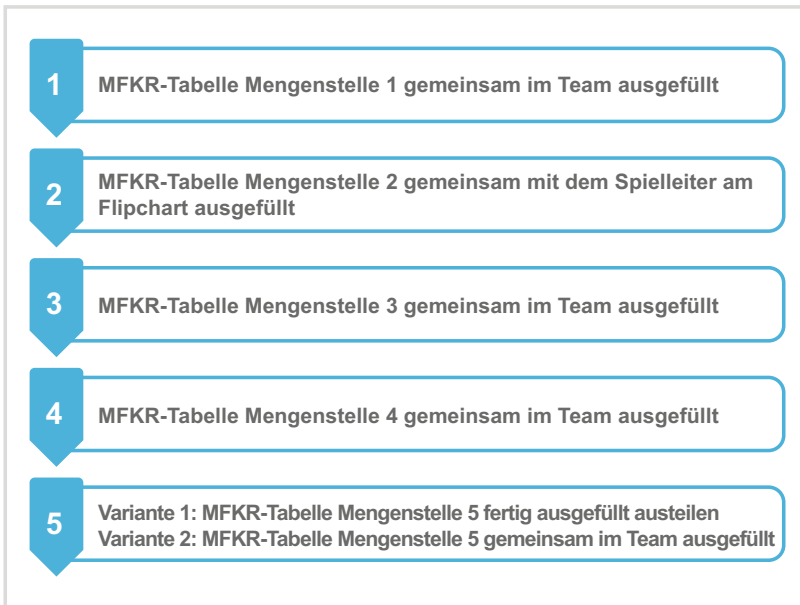 1
MFKR-Tabelle Mengenstelle 1 gemeinsam im Team ausgefüllt
2
MFKR-Tabelle Mengenstelle 2 gemeinsam mit dem Spielleiter am
Flipchart ausgefüllt
3
MFKR-Tabelle Mengenstelle 3 gemeinsam im Team ausgefüllt
4
MFKR-Tabelle Mengenstelle 4 gemeinsam im Team ausgefüllt
5
Variante 1: MFKR-Tabelle Mengenstelle 5 fertig ausgefüllt austeilen
Variante 2: MFKR-Tabelle Mengenstelle 5 gemeinsam im Team ausgefüllt